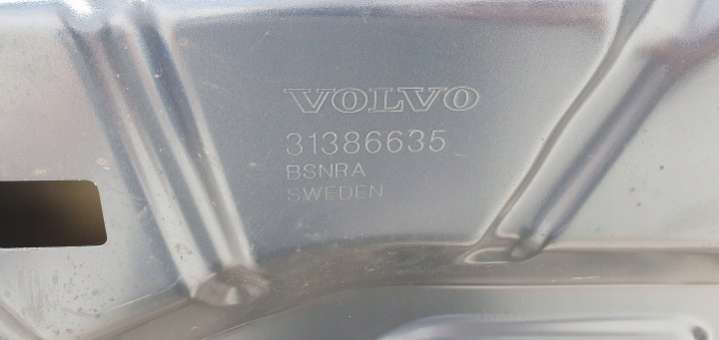 VOLVO
31386635
BSNRA
SWEDEN